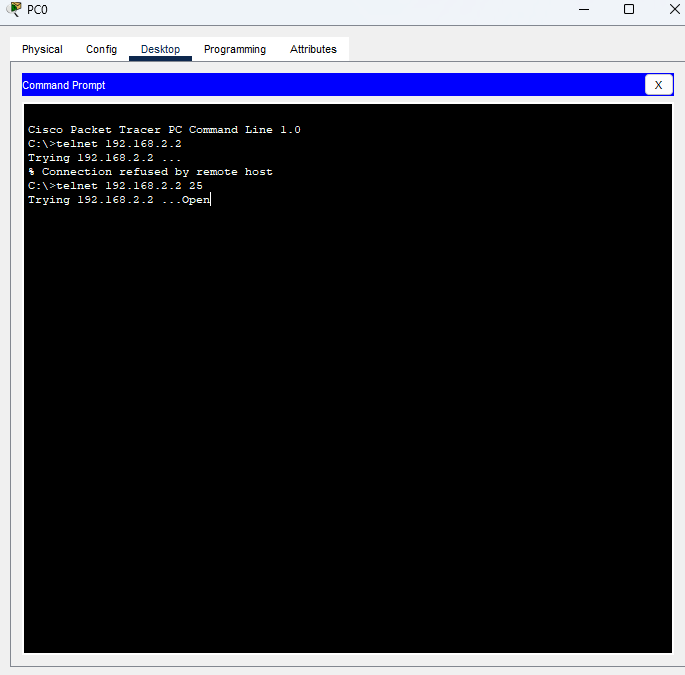 PC0
Physical Config Desktop Programming Attributes
Command Prompt
X
Cisco Packet Tracer PC Command Line 1.0
C:\>telnet 192.168.2.2
Trying 192.168.2.2 ...
% Connection refused by remote host
C:\>telnet 192.168.2.2 25
Trying 192.168.2.2 ...Open